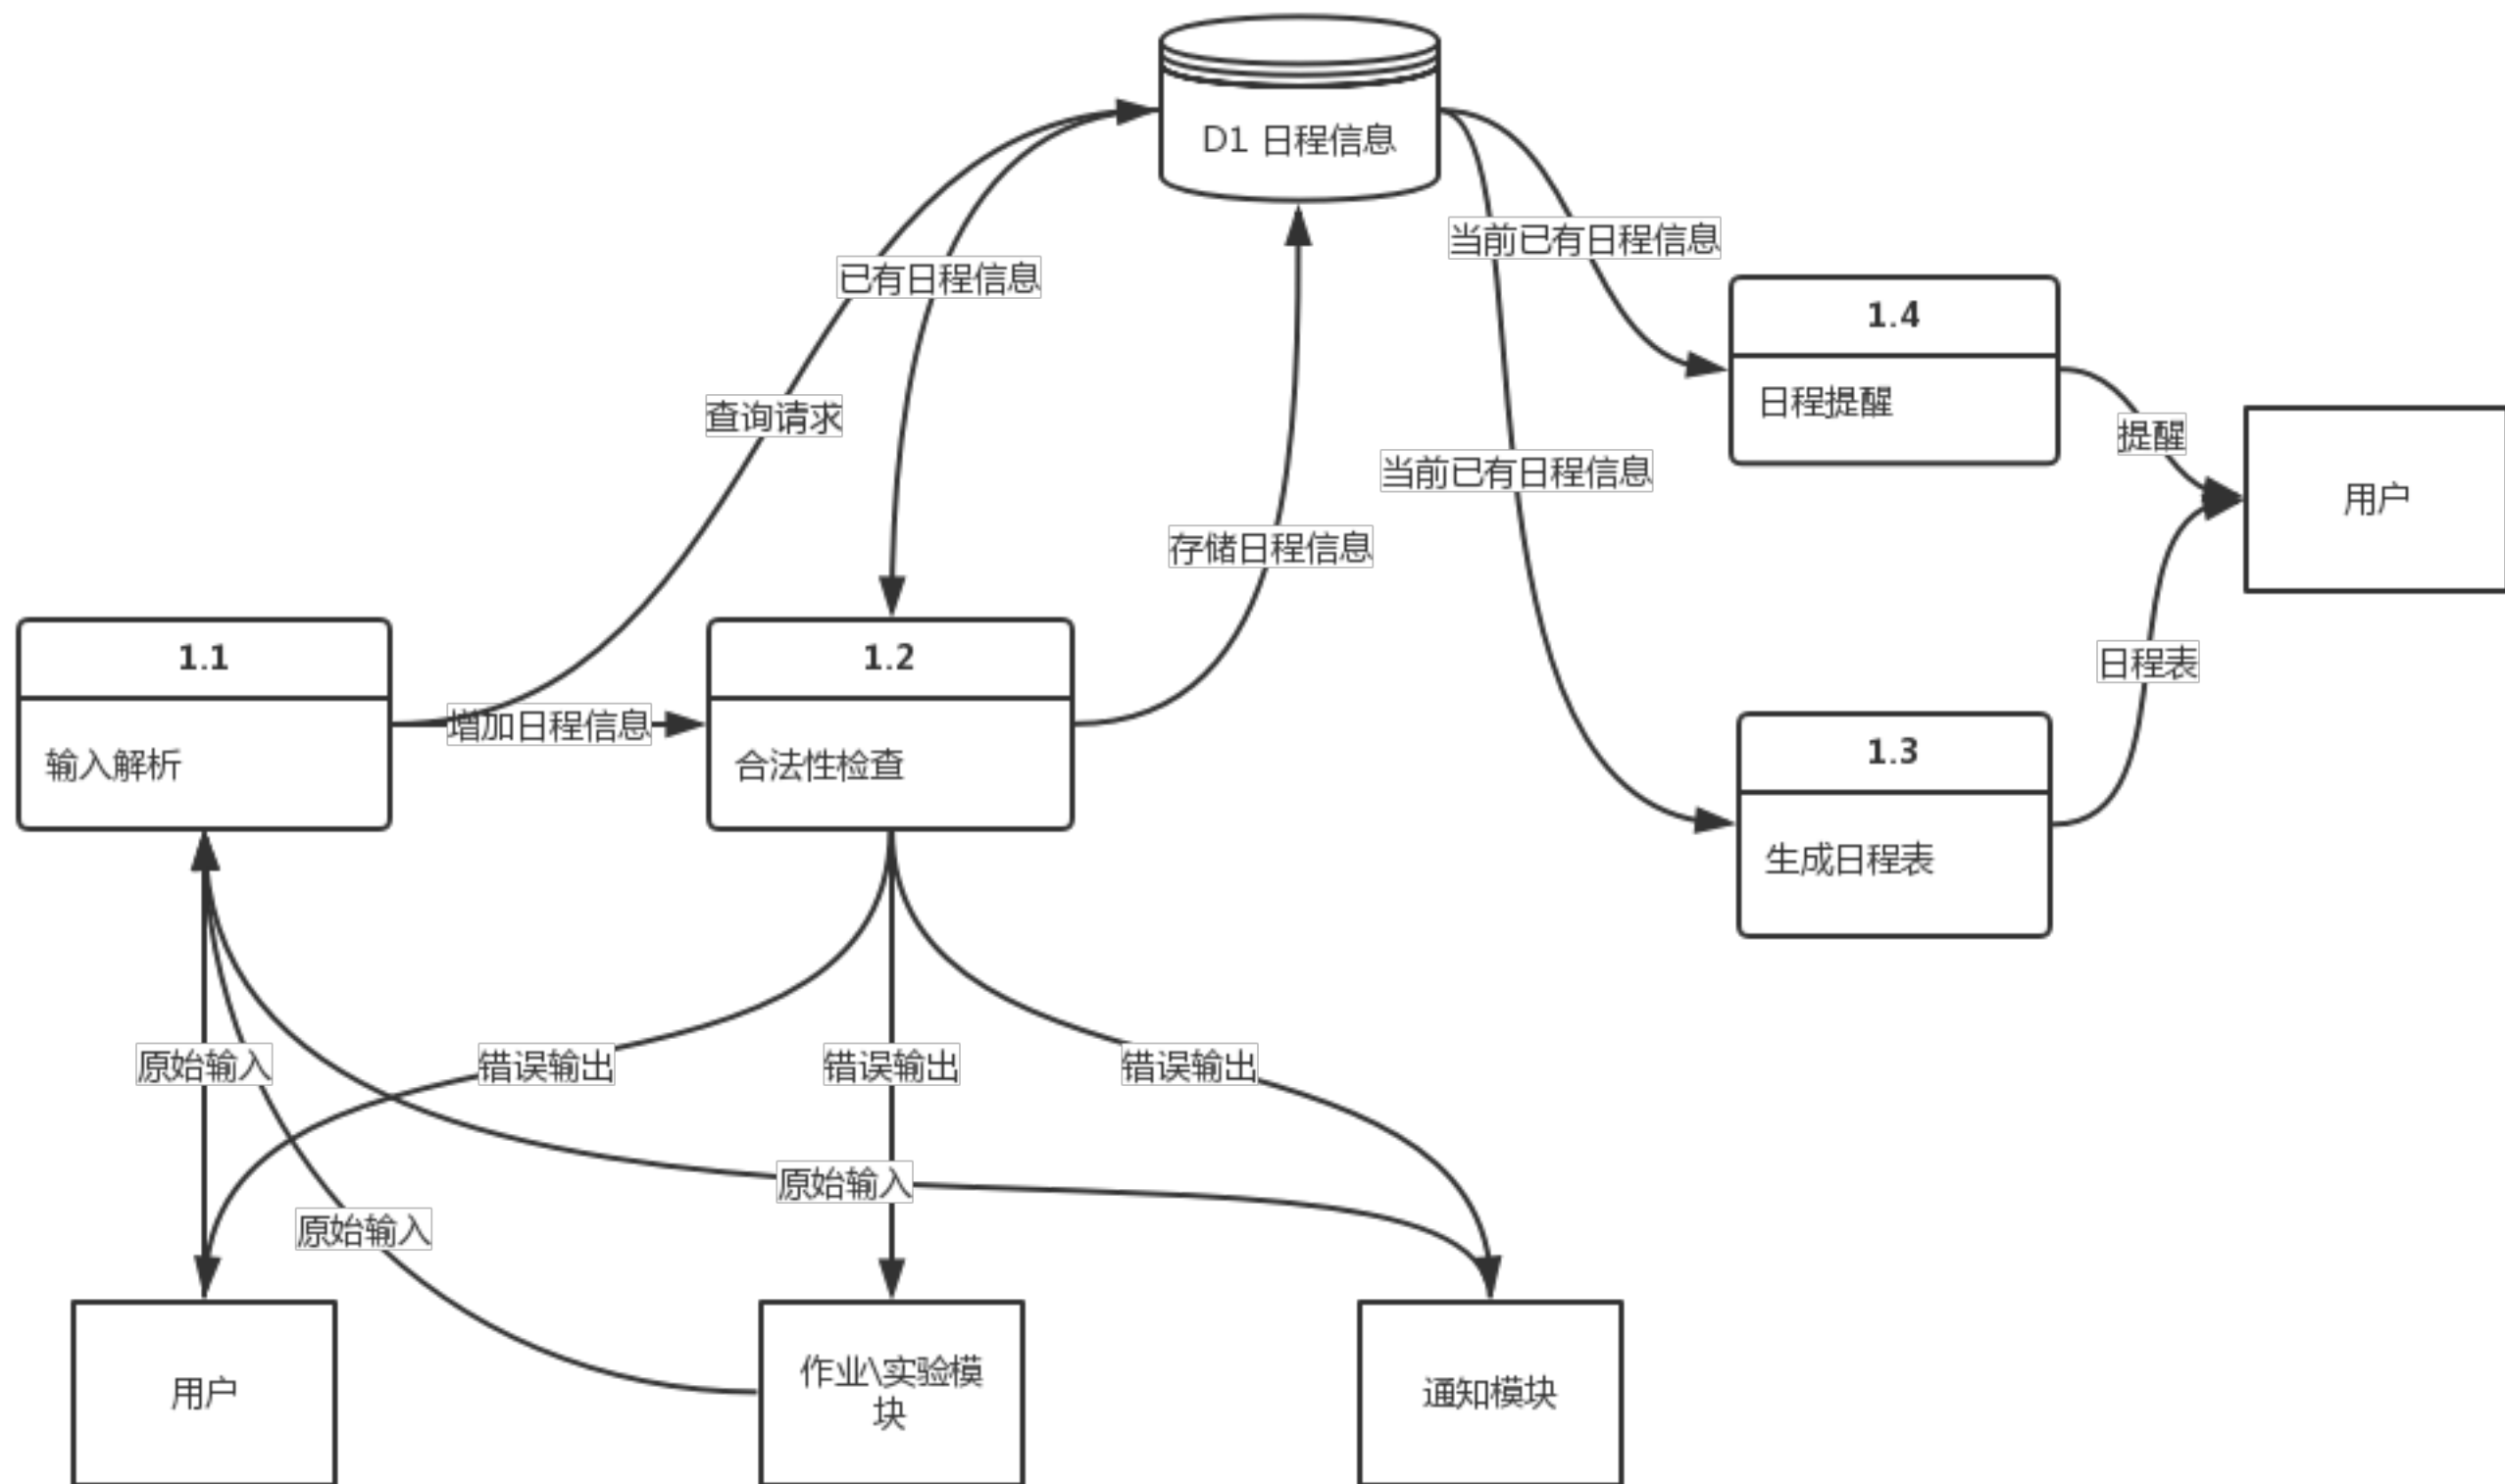 D1 日程信息
当前已有日程信息
已有日程信息
1.4
日程提醒
查询请求
提醒
当前已有日程信息
用户
存储日程信息
1.1
输入解析
增加日程信息
1.2
合法性检查
日程表
1.3
生成日程表
原始输入
错误输出
错误输出
错误输出
原始输入
原始输入
用户
作业\实验模
块
通知模块